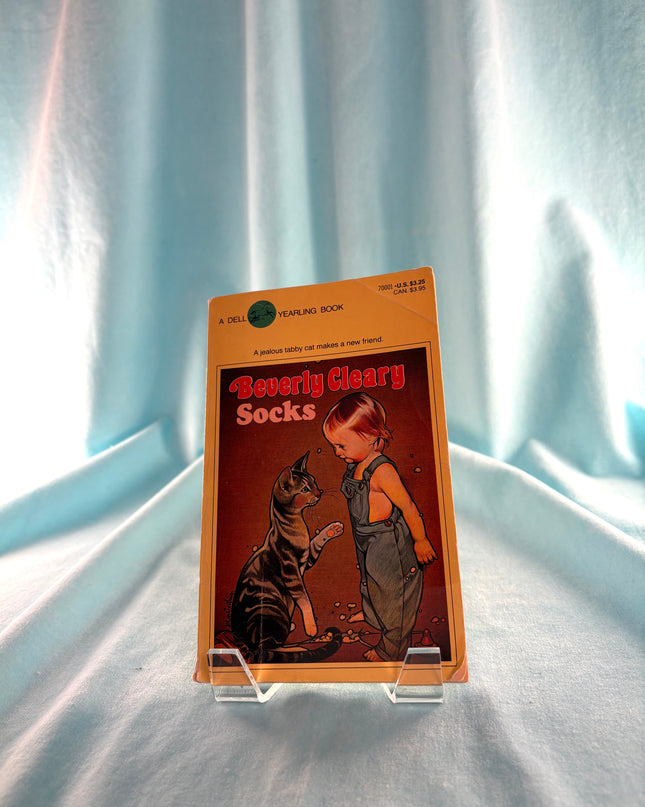 70001 • U.S. $3.25
CAN. $3.95
A DELL YEARLING BOOK
A jealous tabby cat makes a new friend.
Beverly Cleary
Socks